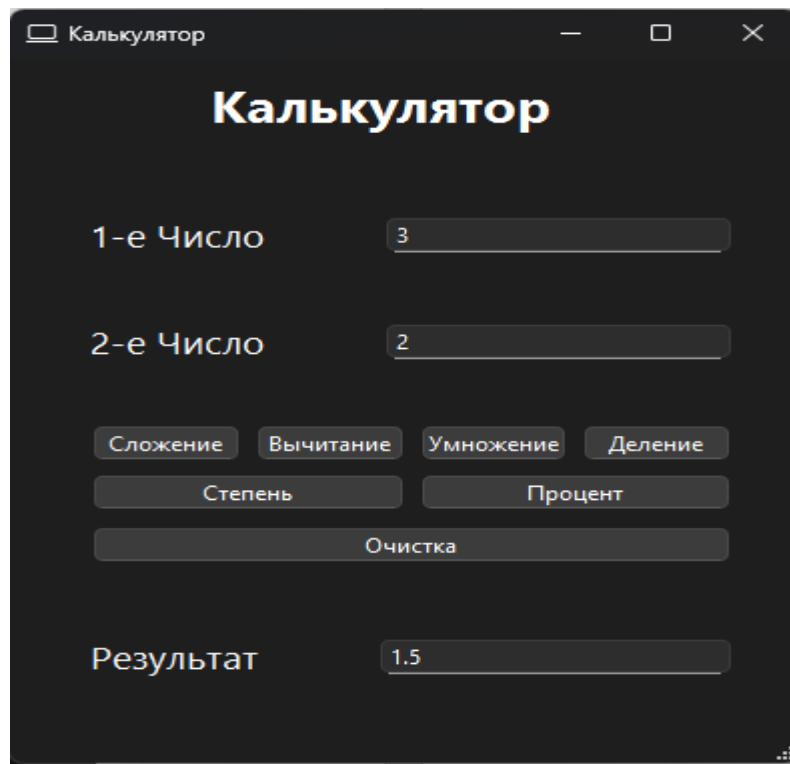 Калькулятор
Калькулятор
1-е Число 3
2-е Число 2
Сложение Вычитание Умножение Деление
Степень Процент
Очистка
Результат 1.5